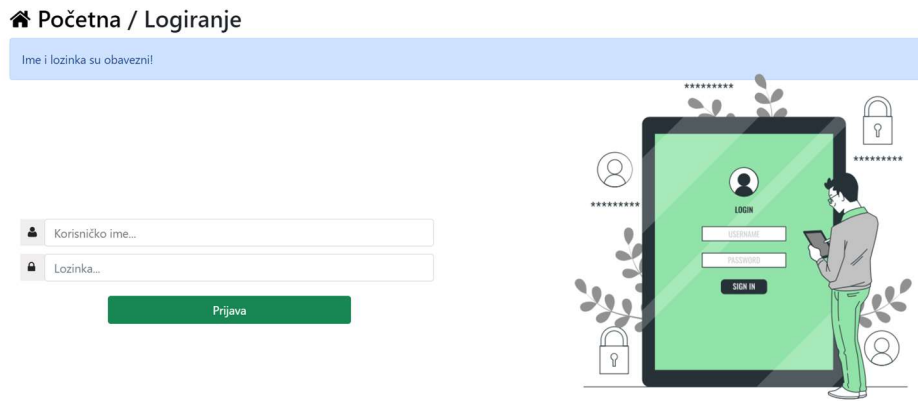 Početna / Logiranje
Ime i lozinka su obavezni!
*********
*********
*********
LOGIN
USERNAME
PASSWORD
SIGN IN
Korisničko ime...
Lozinka...
Prijava